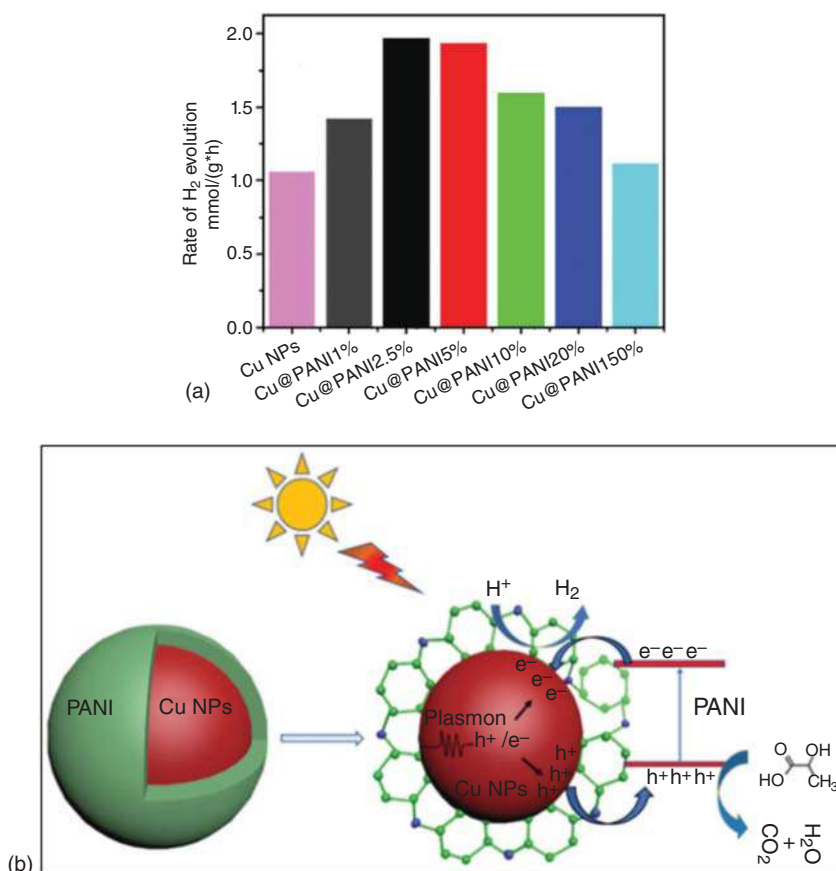 2.0
1.5
1.0
0.5
0.0
Rate of H₂ evolution
mmol/(g*h)
Cu NPs
Cu@PANI1%
Cu@PANI2.5%
Cu@PANI5%
Cu@PANI10%
Cu@PANI20%
Cu@PANI150%
(a)
H⁺ H₂
e⁻ e⁻ e⁻
e⁻
e⁻
e⁻
PANI
Cu NPs
Plasmon
h⁺ /e⁻
PANI
h⁺
h⁺
h⁺
Cu NPs
h⁺ h⁺ h⁺
O OH
HO CH₃
CO₂ + H₂O
(b)